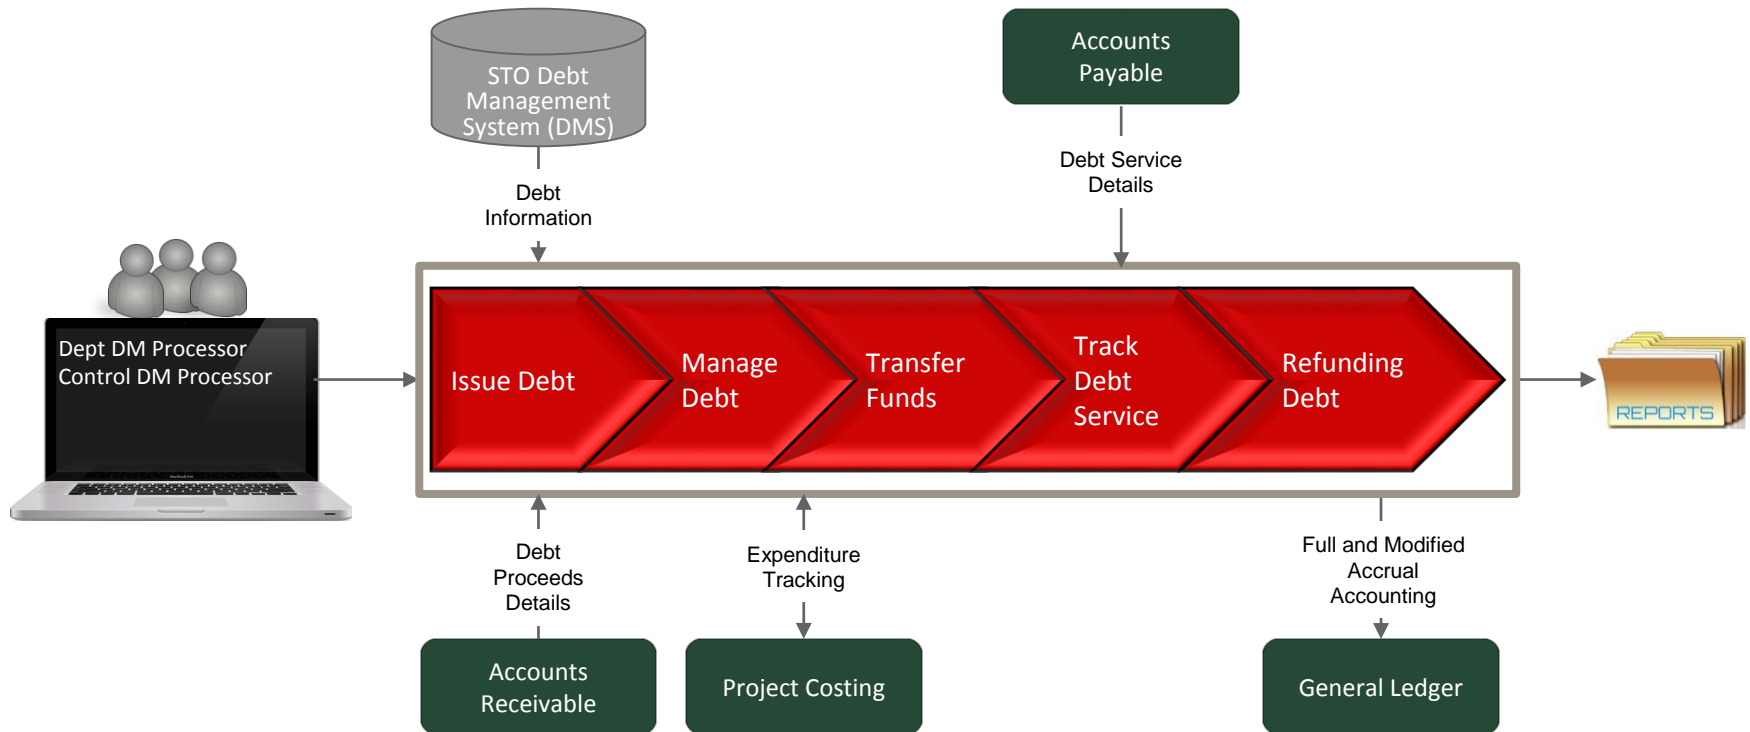 STO Debt
Management
System (DMS)
Accounts
Payable
Debt
Information
Debt Service
Details
Dept DM Processor
Control DM Processor
Issue Debt
Manage
Debt
Transfer
Funds
Track
Debt
Service
Refunding
Debt
REPORTS
Debt
Proceeds
Details
Expenditure
Tracking
Full and Modified
Accrual
Accounting
Accounts
Receivable
Project Costing
General Ledger